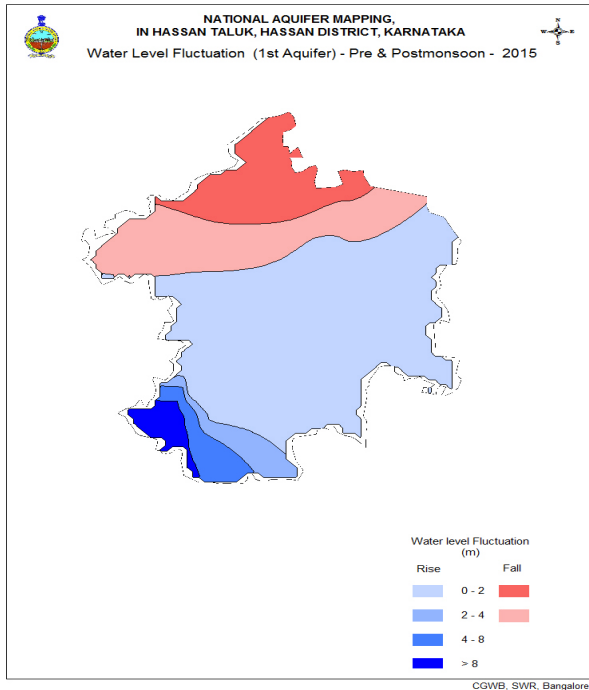 NATIONAL AQUIFER MAPPING,
IN HASSAN TALUK, HASSAN DISTRICT, KARNATAKA
Water Level Fluctuation (1st Aquifer) - Pre & Postmonsoon - 2015
N
W E
S
Water level Fluctuation
(m)
Rise Fall
0 - 2
2 - 4
4 - 8
> 8
CGWB, SWR, Bangalore